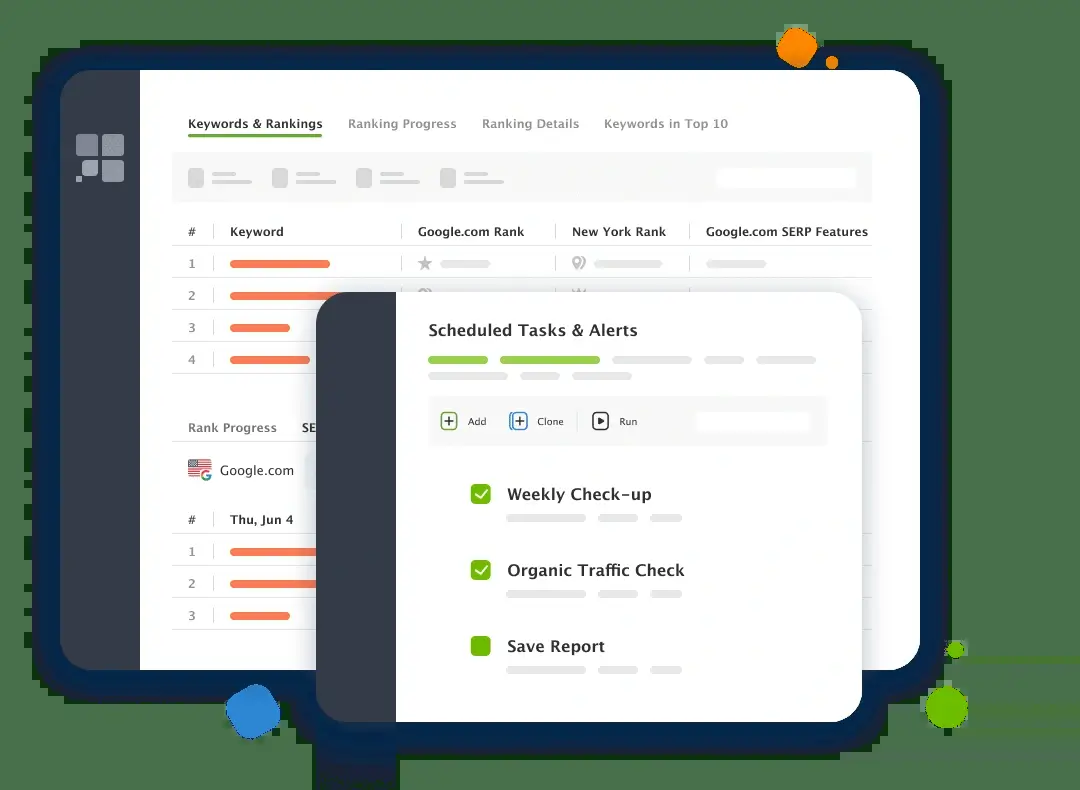 Keywords & Rankings Ranking Progress Ranking Details Keywords in Top 10
# Keyword Google.com Rank New York Rank Google.com SERP Features
1
2
3
4
Rank Progress SE
Google.com
# Thu, Jun 4
1
2
3
Scheduled Tasks & Alerts
Add Clone Run
Weekly Check-up
Organic Traffic Check
Save Report